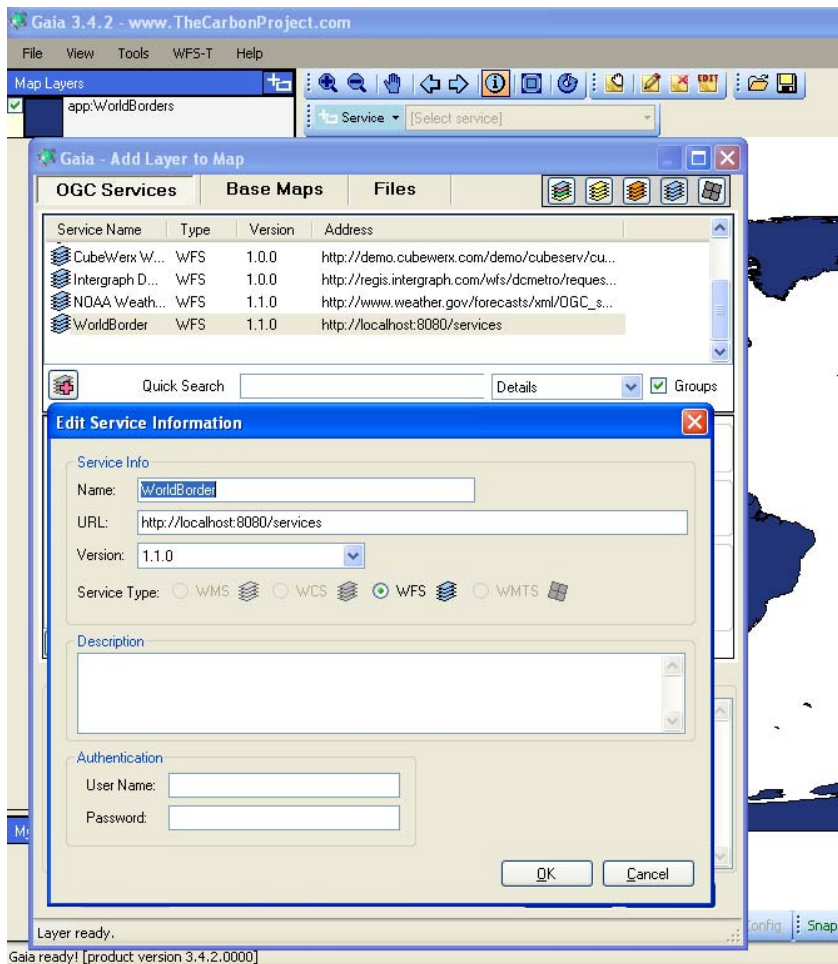 Gaia 3.4.2 - www.TheCarbonProject.com
File View Tools WFS-T Help
Map Layers
app:WorldBorders
EDIT
Service [Select service]
Gaia - Add Layer to Map
OGC Services Base Maps Files
Service Name Type Version Address
CubeWerx W... WFS 1.0.0 http://demo.cubewerx.com/demo/cubeserv/cu...
Intergraph D... WFS 1.0.0 http://regis.intergraph.com/wfs/dcmetro/reques...
NOAA Weath... WFS 1.1.0 http://www.weather.gov/forecasts/xml/OGC_s...
WorldBorder WFS 1.1.0 http://localhost:8080/services
Quick Search Details Groups
Edit Service Information
Service Info
Name: WorldBorder
URL: http://localhost:8080/services
Version: 1.1.0
Service Type: WMS WCS WFS WMTS
Description
Authentication
User Name:
Password:
OK Cancel
Layer ready.
Snap
Gaia ready! [product version 3.4.2.0000]